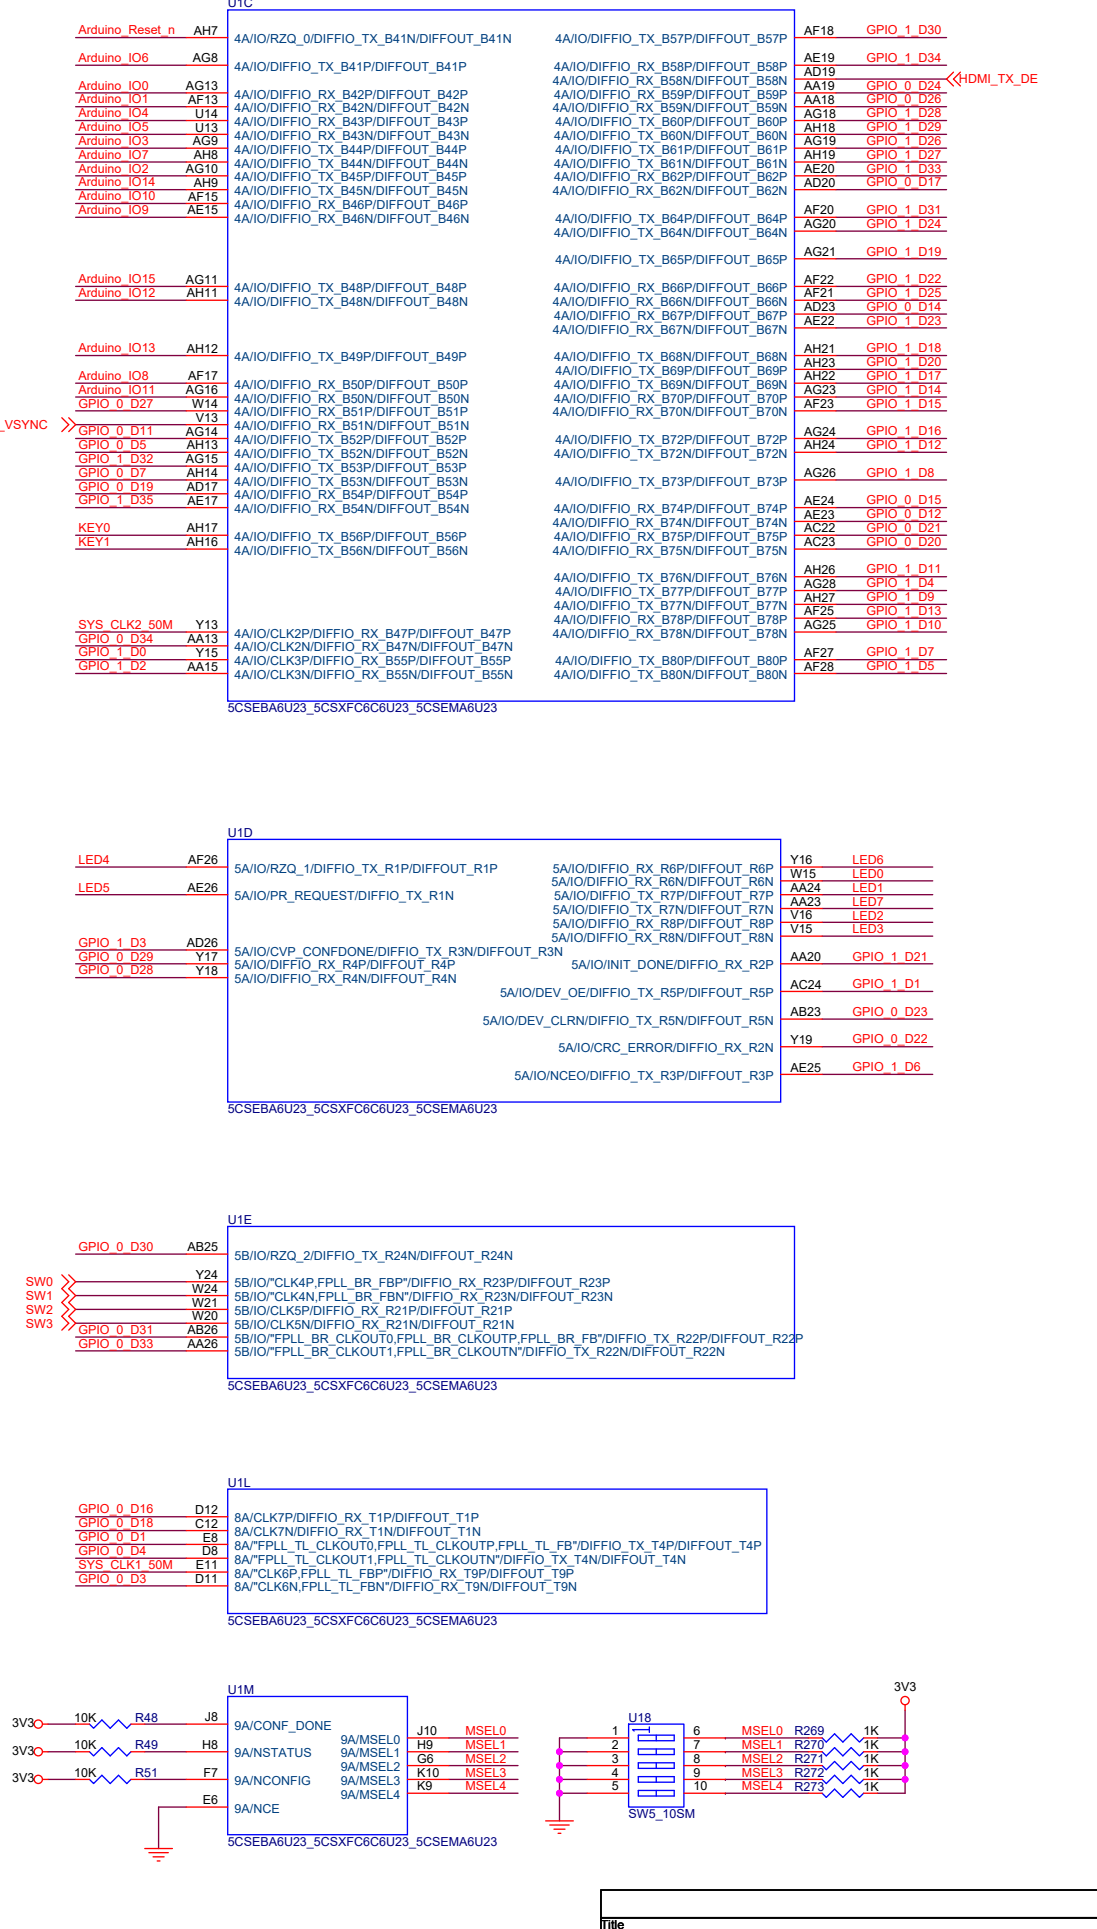 U1C
Arduino_Reset_n AH7 4A/IO/RZQ_0/DIFFIO_TX_B41N/DIFFOUT_B41N 4A/IO/DIFFIO_TX_B57P/DIFFOUT_B57P AF18 GPIO_1_D30
Arduino_IO6 AG8 4A/IO/DIFFIO_TX_B41P/DIFFOUT_B41P 4A/IO/DIFFIO_RX_B58P/DIFFOUT_B58P AE19 GPIO_1_D34
4A/IO/DIFFIO_RX_B58N/DIFFOUT_B58N AD19 HDMI_TX_DE
Arduino_IO0 AG13 4A/IO/DIFFIO_RX_B42P/DIFFOUT_B42P 4A/IO/DIFFIO_RX_B59P/DIFFOUT_B59P AA19 GPIO_0_D24
Arduino_IO1 AF13 4A/IO/DIFFIO_RX_B42N/DIFFOUT_B42N 4A/IO/DIFFIO_RX_B59N/DIFFOUT_B59N AA18 GPIO_0_D26
Arduino_IO4 U14 4A/IO/DIFFIO_RX_B43P/DIFFOUT_B43P 4A/IO/DIFFIO_TX_B60P/DIFFOUT_B60P AG18 GPIO_1_D28
Arduino_IO5 U13 4A/IO/DIFFIO_RX_B43N/DIFFOUT_B43N 4A/IO/DIFFIO_TX_B60N/DIFFOUT_B60N AH18 GPIO_1_D29
Arduino_IO3 AG9 4A/IO/DIFFIO_TX_B44P/DIFFOUT_B44P 4A/IO/DIFFIO_TX_B61P/DIFFOUT_B61P AG19 GPIO_1_D26
Arduino_IO7 AH8 4A/IO/DIFFIO_TX_B44N/DIFFOUT_B44N 4A/IO/DIFFIO_TX_B61N/DIFFOUT_B61N AH19 GPIO_1_D27
Arduino_IO2 AG10 4A/IO/DIFFIO_TX_B45P/DIFFOUT_B45P 4A/IO/DIFFIO_RX_B62P/DIFFOUT_B62P AE20 GPIO_1_D33
Arduino_IO14 AH9 4A/IO/DIFFIO_TX_B45N/DIFFOUT_B45N 4A/IO/DIFFIO_RX_B62N/DIFFOUT_B62N AD20 GPIO_0_D17
Arduino_IO10 AF15 4A/IO/DIFFIO_RX_B46P/DIFFOUT_B46P
Arduino_IO9 AE15 4A/IO/DIFFIO_RX_B46N/DIFFOUT_B46N 4A/IO/DIFFIO_TX_B64P/DIFFOUT_B64P AF20 GPIO_1_D31
4A/IO/DIFFIO_TX_B64N/DIFFOUT_B64N AG20 GPIO_1_D24
4A/IO/DIFFIO_TX_B65P/DIFFOUT_B65P AG21 GPIO_1_D19
Arduino_IO15 AG11 4A/IO/DIFFIO_TX_B48P/DIFFOUT_B48P 4A/IO/DIFFIO_RX_B66P/DIFFOUT_B66P AF22 GPIO_1_D22
Arduino_IO12 AH11 4A/IO/DIFFIO_TX_B48N/DIFFOUT_B48N 4A/IO/DIFFIO_RX_B66N/DIFFOUT_B66N AF21 GPIO_1_D25
4A/IO/DIFFIO_RX_B67P/DIFFOUT_B67P AD23 GPIO_0_D14
4A/IO/DIFFIO_RX_B67N/DIFFOUT_B67N AE22 GPIO_1_D23
Arduino_IO13 AH12 4A/IO/DIFFIO_TX_B49P/DIFFOUT_B49P 4A/IO/DIFFIO_TX_B68N/DIFFOUT_B68N AH21 GPIO_1_D18
4A/IO/DIFFIO_TX_B69P/DIFFOUT_B69P AH23 GPIO_1_D20
Arduino_IO8 AF17 4A/IO/DIFFIO_RX_B50P/DIFFOUT_B50P 4A/IO/DIFFIO_TX_B69N/DIFFOUT_B69N AH22 GPIO_1_D17
Arduino_IO11 AG16 4A/IO/DIFFIO_RX_B50N/DIFFOUT_B50N 4A/IO/DIFFIO_RX_B70P/DIFFOUT_B70P AG23 GPIO_1_D14
GPIO_0_D27 W14 4A/IO/DIFFIO_RX_B51P/DIFFOUT_B51P 4A/IO/DIFFIO_RX_B70N/DIFFOUT_B70N AF23 GPIO_1_D15
_VSYNC V13 4A/IO/DIFFIO_RX_B51N/DIFFOUT_B51N
GPIO_0_D11 AG14 4A/IO/DIFFIO_TX_B52P/DIFFOUT_B52P 4A/IO/DIFFIO_TX_B72P/DIFFOUT_B72P AG24 GPIO_1_D16
GPIO_0_D5 AH13 4A/IO/DIFFIO_TX_B52N/DIFFOUT_B52N 4A/IO/DIFFIO_TX_B72N/DIFFOUT_B72N AH24 GPIO_1_D12
GPIO_1_D32 AG15 4A/IO/DIFFIO_TX_B53P/DIFFOUT_B53P
GPIO_0_D7 AH14 4A/IO/DIFFIO_TX_B53N/DIFFOUT_B53N 4A/IO/DIFFIO_TX_B73P/DIFFOUT_B73P AG26 GPIO_1_D8
GPIO_0_D19 AD17 4A/IO/DIFFIO_RX_B54P/DIFFOUT_B54P
GPIO_1_D35 AE17 4A/IO/DIFFIO_RX_B54N/DIFFOUT_B54N 4A/IO/DIFFIO_RX_B74P/DIFFOUT_B74P AE24 GPIO_0_D15
4A/IO/DIFFIO_RX_B74N/DIFFOUT_B74N AE23 GPIO_0_D12
KEY0 AH17 4A/IO/DIFFIO_TX_B56P/DIFFOUT_B56P 4A/IO/DIFFIO_RX_B75P/DIFFOUT_B75P AC22 GPIO_0_D21
KEY1 AH16 4A/IO/DIFFIO_TX_B56N/DIFFOUT_B56N 4A/IO/DIFFIO_RX_B75N/DIFFOUT_B75N AC23 GPIO_0_D20
4A/IO/DIFFIO_TX_B76N/DIFFOUT_B76N AH26 GPIO_1_D11
4A/IO/DIFFIO_TX_B77P/DIFFOUT_B77P AG28 GPIO_1_D4
4A/IO/DIFFIO_TX_B77N/DIFFOUT_B77N AH27 GPIO_1_D9
4A/IO/DIFFIO_RX_B78P/DIFFOUT_B78P AF25 GPIO_1_D13
SYS_CLK2_50M Y13 4A/IO/CLK2P/DIFFIO_RX_B47P/DIFFOUT_B47P 4A/IO/DIFFIO_RX_B78N/DIFFOUT_B78N AG25 GPIO_1_D10
GPIO_0_D34 AA13 4A/IO/CLK2N/DIFFIO_RX_B47N/DIFFOUT_B47N
GPIO_1_D0 Y15 4A/IO/CLK3P/DIFFIO_RX_B55P/DIFFOUT_B55P 4A/IO/DIFFIO_TX_B80P/DIFFOUT_B80P AF27 GPIO_1_D7
GPIO_1_D2 AA15 4A/IO/CLK3N/DIFFIO_RX_B55N/DIFFOUT_B55N 4A/IO/DIFFIO_TX_B80N/DIFFOUT_B80N AF28 GPIO_1_D5
5CSEBA6U23_5CSXFC6C6U23_5CSEMA6U23
U1D
LED4 AF26 5A/IO/RZQ_1/DIFFIO_TX_R1P/DIFFOUT_R1P 5A/IO/DIFFIO_RX_R6P/DIFFOUT_R6P Y16 LED6
5A/IO/DIFFIO_RX_R6N/DIFFOUT_R6N W15 LED0
LED5 AE26 5A/IO/PR_REQUEST/DIFFIO_TX_R1N 5A/IO/DIFFIO_TX_R7P/DIFFOUT_R7P AA24 LED1
5A/IO/DIFFIO_TX_R7N/DIFFOUT_R7N AA23 LED7
5A/IO/DIFFIO_RX_R8P/DIFFOUT_R8P V16 LED2
5A/IO/DIFFIO_RX_R8N/DIFFOUT_R8N V15 LED3
GPIO_1_D3 AD26 5A/IO/CVP_CONFDONE/DIFFIO_TX_R3N/DIFFOUT_R3N
GPIO_0_D29 Y17 5A/IO/DIFFIO_RX_R4P/DIFFOUT_R4P 5A/IO/INIT_DONE/DIFFIO_RX_R2P AA20 GPIO_1_D21
GPIO_0_D28 Y18 5A/IO/DIFFIO_RX_R4N/DIFFOUT_R4N
5A/IO/DEV_OE/DIFFIO_TX_R5P/DIFFOUT_R5P AC24 GPIO_1_D1
5A/IO/DEV_CLRN/DIFFIO_TX_R5N/DIFFOUT_R5N AB23 GPIO_0_D23
5A/IO/CRC_ERROR/DIFFIO_RX_R2N Y19 GPIO_0_D22
5A/IO/NCEO/DIFFIO_TX_R3P/DIFFOUT_R3P AE25 GPIO_1_D6
5CSEBA6U23_5CSXFC6C6U23_5CSEMA6U23
U1E
GPIO_0_D30 AB25 5B/IO/RZQ_2/DIFFIO_TX_R24N/DIFFOUT_R24N
SW0 Y24 5B/IO/"CLK4P,FPLL_BR_FBP"/DIFFIO_RX_R23P/DIFFOUT_R23P
SW1 W24 5B/IO/"CLK4N,FPLL_BR_FBN"/DIFFIO_RX_R23N/DIFFOUT_R23N
SW2 W21 5B/IO/CLK5P/DIFFIO_RX_R21P/DIFFOUT_R21P
SW3 W20 5B/IO/CLK5N/DIFFIO_RX_R21N/DIFFOUT_R21N
GPIO_0_D31 AB26 5B/IO/"FPLL_BR_CLKOUT0,FPLL_BR_CLKOUTP,FPLL_BR_FB"/DIFFIO_TX_R22P/DIFFOUT_R22P
GPIO_0_D33 AA26 5B/IO/"FPLL_BR_CLKOUT1,FPLL_BR_CLKOUTN"/DIFFIO_TX_R22N/DIFFOUT_R22N
5CSEBA6U23_5CSXFC6C6U23_5CSEMA6U23
U1L
GPIO_0_D16 D12 8A/CLK7P/DIFFIO_RX_T1P/DIFFOUT_T1P
GPIO_0_D18 C12 8A/CLK7N/DIFFIO_RX_T1N/DIFFOUT_T1N
GPIO_0_D1 E8 8A/"FPLL_TL_CLKOUT0,FPLL_TL_CLKOUTP,FPLL_TL_FB"/DIFFIO_TX_T4P/DIFFOUT_T4P
GPIO_0_D4 D8 8A/"FPLL_TL_CLKOUT1,FPLL_TL_CLKOUTN"/DIFFIO_TX_T4N/DIFFOUT_T4N
SYS_CLK1_50M E11 8A/"CLK6P,FPLL_TL_FBP"/DIFFIO_RX_T9P/DIFFOUT_T9P
GPIO_0_D3 D11 8A/"CLK6N,FPLL_TL_FBN"/DIFFIO_RX_T9N/DIFFOUT_T9N
5CSEBA6U23_5CSXFC6C6U23_5CSEMA6U23
U1M 3V3
3V3 10K R48 J8 9A/CONF_DONE U18
9A/MSEL0 J10 MSEL0 1 6 MSEL0 R269 1K
3V3 10K R49 H8 9A/NSTATUS 9A/MSEL1 H9 MSEL1 2 7 MSEL1 R270 1K
9A/MSEL2 G6 MSEL2 3 8 MSEL2 R271 1K
3V3 10K R51 F7 9A/NCONFIG 9A/MSEL3 K10 MSEL3 4 9 MSEL3 R272 1K
9A/MSEL4 K9 MSEL4 5 10 MSEL4 R273 1K
E6 9A/NCE SW5_10SM
5CSEBA6U23_5CSXFC6C6U23_5CSEMA6U23
Title